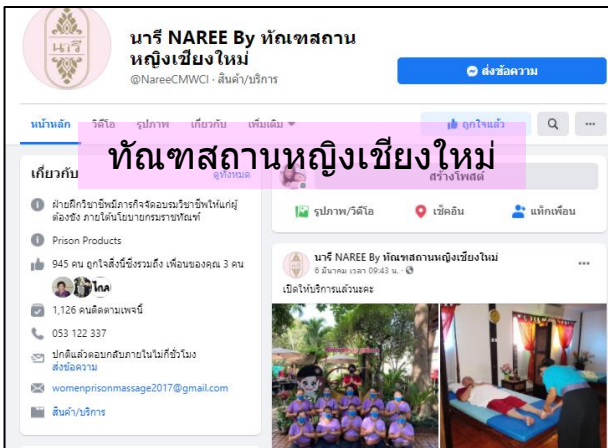 นารี
นารี NAREE By ทัณฑสถาน
หญิงเชียงใหม่
@NareeCMWCI · สินค้า/บริการ
ส่งข้อความ
หน้าหลัก วิดีโอ รูปภาพ เกี่ยวกับ เพิ่มเติม
ถูกใจแล้ว
ทัณฑสถานหญิงเชียงใหม่
เกี่ยวกับ ดูทั้งหมด
ฝ่ายฝึกวิชาชีพมีภารกิจจัดอบรมวิชาชีพให้แก่ผู้
ต้องขัง ภายใต้นโยบายกรมราชทัณฑ์
Prison Products
945 คน ถูกใจสิ่งนี้ซึ่งรวมถึง เพื่อนของคุณ 3 คน
1,126 คนติดตามเพจนี้
053 122 337
ปกติแล้วตอบกลับภายในไม่กี่ชั่วโมง
ส่งข้อความ
womenprisonmassage2017@gmail.com
สินค้า/บริการ
สร้างโพสต์
รูปภาพ/วิดีโอ เช็คอิน แท็กเพื่อน
นารี NAREE By ทัณฑสถานหญิงเชียงใหม่
6 มีนาคม เวลา 09:43 น. ·
เปิดให้บริการแล้วนะคะ